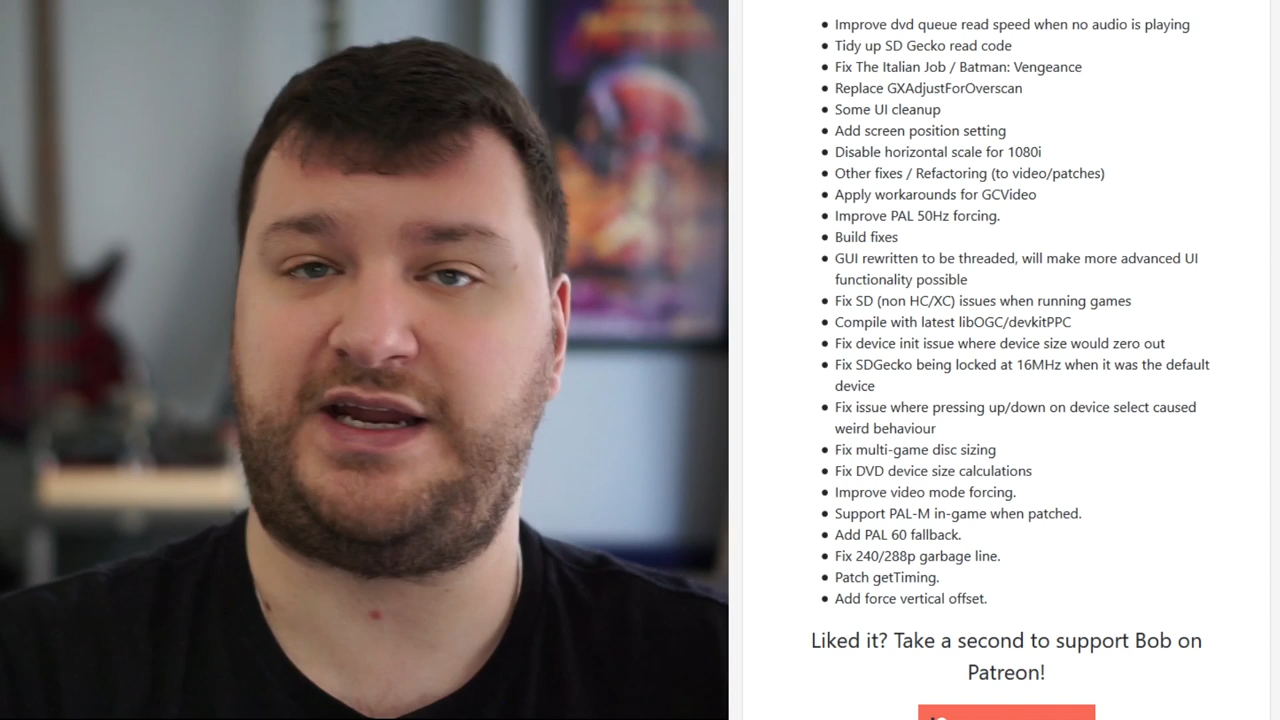 Improve dvd queue read speed when no audio is playing
Tidy up SD Gecko read code
Fix The Italian Job / Batman: Vengeance
Replace GXAdjustForOverscan
Some UI cleanup
Add screen position setting
Disable horizontal scale for 1080i
Other fixes / Refactoring (to video/patches)
Apply workarounds for GCVideo
Improve PAL 50Hz forcing.
Build fixes
GUI rewritten to be threaded, will make more advanced UI
functionality possible
Fix SD (non HC/XC) issues when running games
Compile with latest libOGC/devkitPPC
Fix device init issue where device size would zero out
Fix SDGecko being locked at 16MHz when it was the default
device
Fix issue where pressing up/down on device select caused
weird behaviour
Fix multi-game disc sizing
Fix DVD device size calculations
Improve video mode forcing.
Support PAL-M in-game when patched.
Add PAL 60 fallback.
Fix 240/288p garbage line.
Patch getTiming.
Add force vertical offset.
Liked it? Take a second to support Bob on
Patreon!